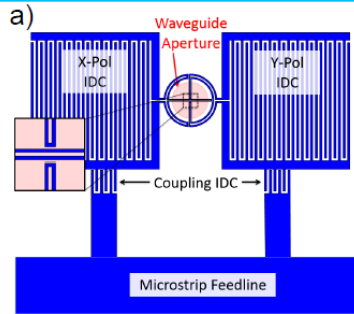 a)
Waveguide
Aperture
X-Pol
IDC
Y-Pol
IDC
Coupling IDC
Microstrip Feedline